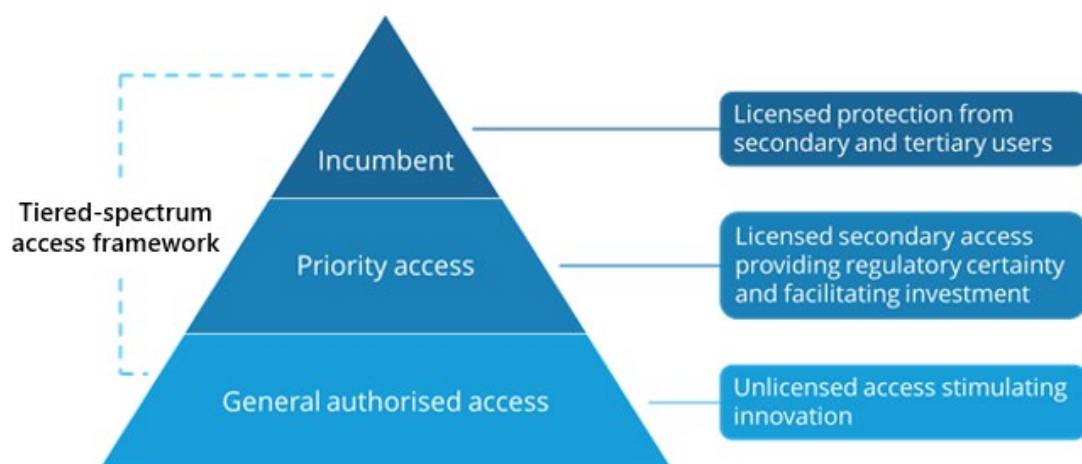 Tiered-spectrum
access framework
Incumbent
Priority access
General authorised access
Licensed protection from
secondary and tertiary users
Licensed secondary access
providing regulatory certainty
and facilitating investment
Unlicensed access stimulating
innovation